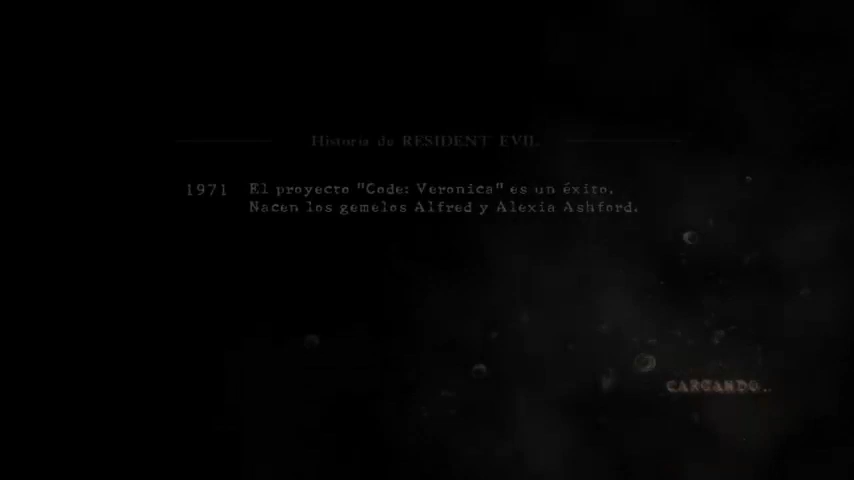 Historia de RESIDENT EVIL
1971 El proyecto "Code: Veronica" es un éxito.
Nacen los gemelos Alfred y Alexia Ashford.
CARGANDO..